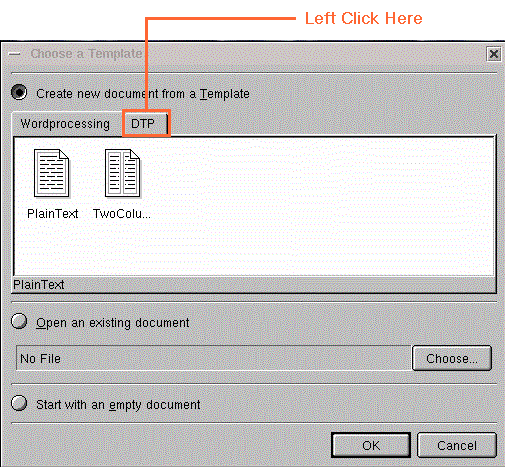 Left Click Here
Choose a Template
Create new document from a Template
Wordprocessing DTP
PlainText TwoColu...
PlainText
Open an existing document
No File Choose...
Start with an empty document
OK Cancel